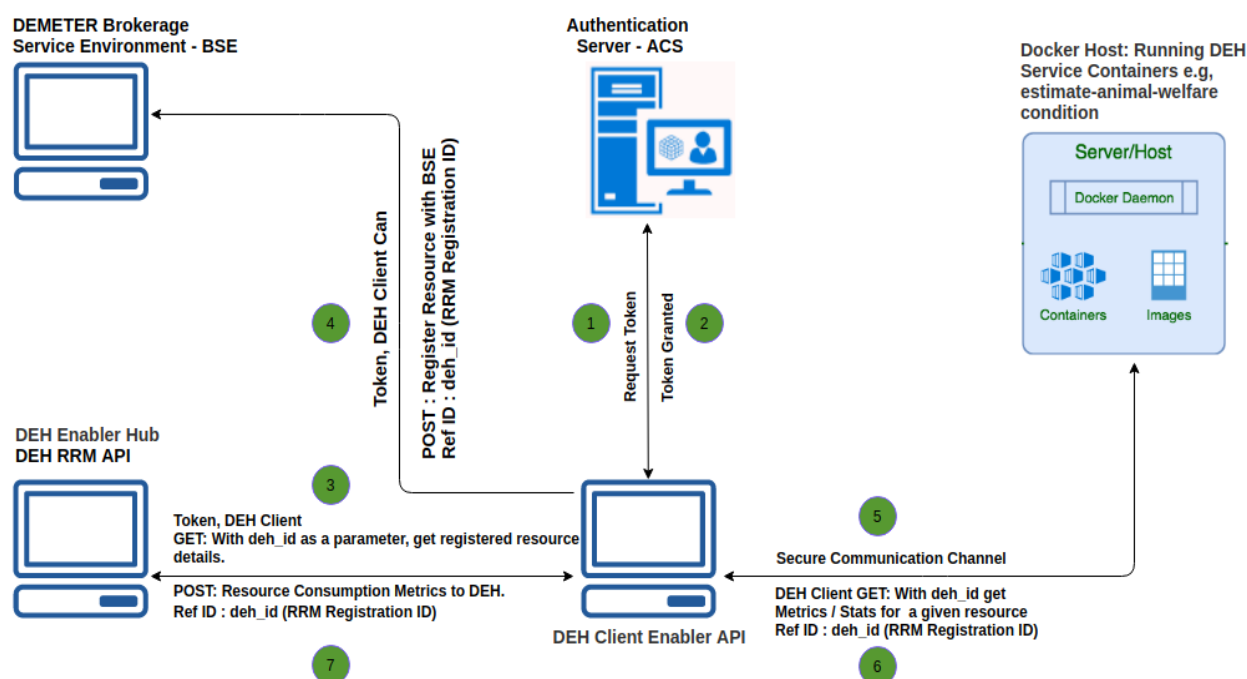 DEMETER Brokerage
Service Environment - BSE
Authentication
Server - ACS
Docker Host: Running DEH
Service Containers e.g,
estimate-animal-welfare
condition
Server/Host
Docker Daemon
Containers
Images
4
Token, DEH Client Can
POST : Register Resource with BSE
Ref ID : deh_id (RRM Registration ID)
1
Request Token
Token Granted
2
DEH Enabler Hub
DEH RRM API
3
Token, DEH Client
GET: With deh_id as a parameter, get registered resource
details.
POST: Resource Consumption Metrics to DEH.
Ref ID : deh_id (RRM Registration ID)
7
DEH Client Enabler API
5
Secure Communication Channel
DEH Client GET: With deh_id get
Metrics / Stats for a given resource
Ref ID : deh_id (RRM Registration ID)
6